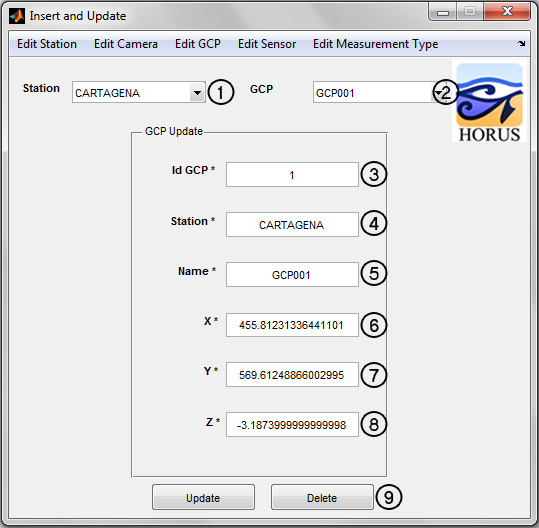 Insert and Update
Edit Station Edit Camera Edit GCP Edit Sensor Edit Measurement Type
Station CARTAGENA 1 GCP GCP001 2
HORUS
GCP Update
Id GCP * 1 3
Station * CARTAGENA 4
Name * GCP001 5
X * 455.81231336441101 6
Y * 569.61248866002995 7
Z * -3.1873999999999998 8
Update Delete 9